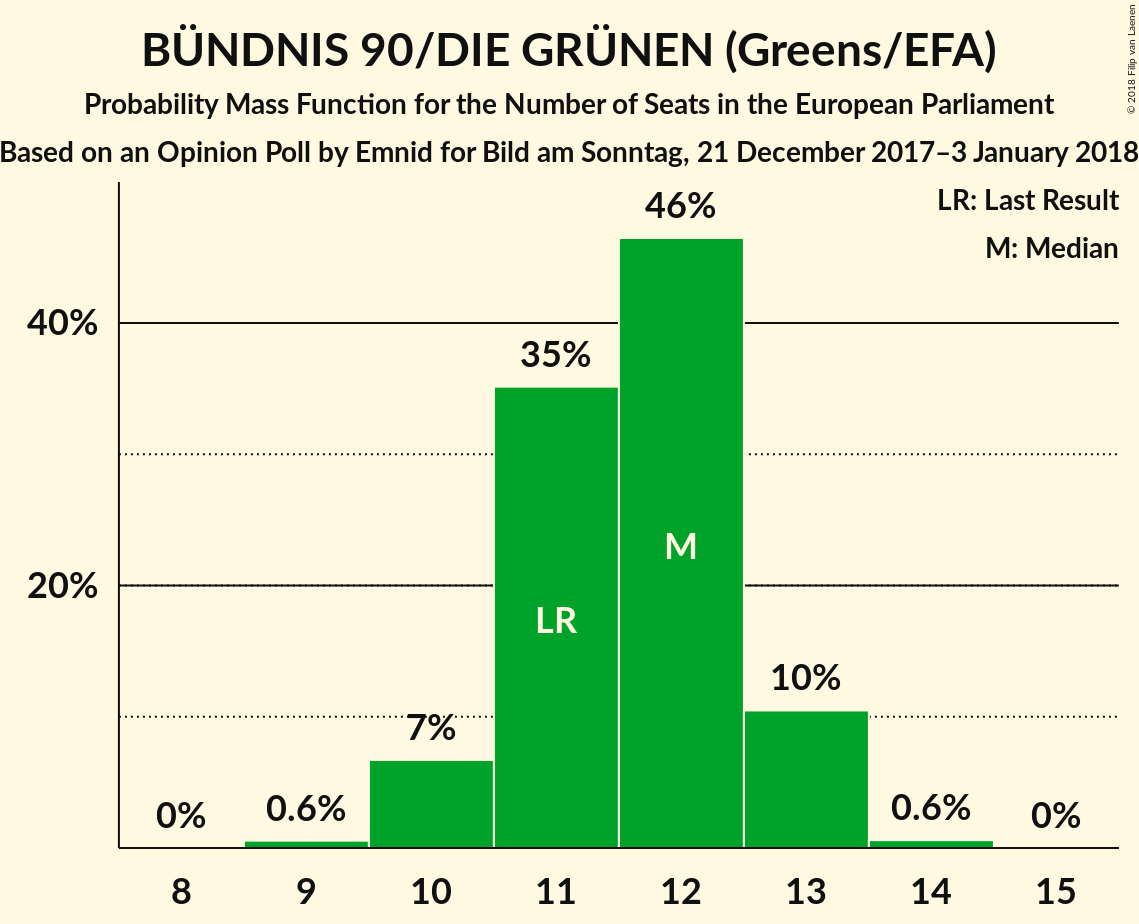 BÜNDNIS 90/DIE GRÜNEN (Greens/EFA)
Probability Mass Function for the Number of Seats in the European Parliament
Based on an Opinion Poll by Emnid for Bild am Sonntag, 21 December 2017–3 January 2018
© 2018 Filip van Laenen
LR: Last Result
M: Median
46%
40%
35%
M
20%
LR
10%
7%
0%
0.6%
0.6%
0%
8 9 10 11 12 13 14 15